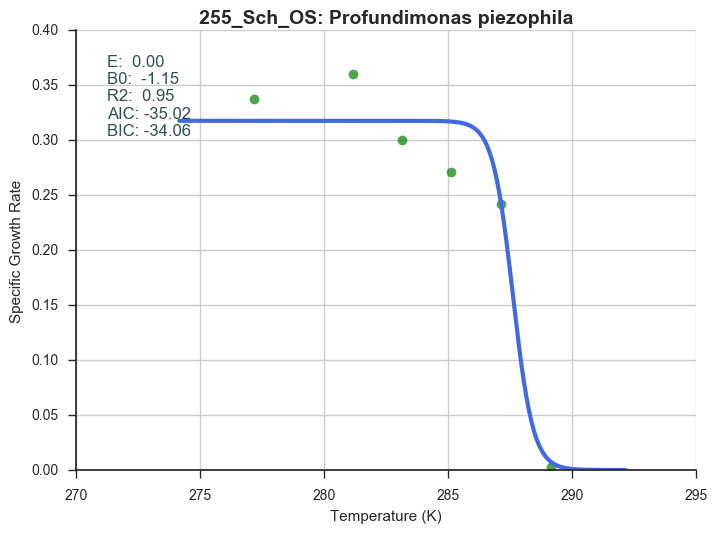 255_Sch_OS: Profundimonas piezophila
E:  0.00
B0:  -1.15
R2:  0.95
AIC: -35.02
BIC: -34.06
Specific Growth Rate
0.40
0.35
0.30
0.25
0.20
0.15
0.10
0.05
0.00
270 275 280 285 290 295
Temperature (K)